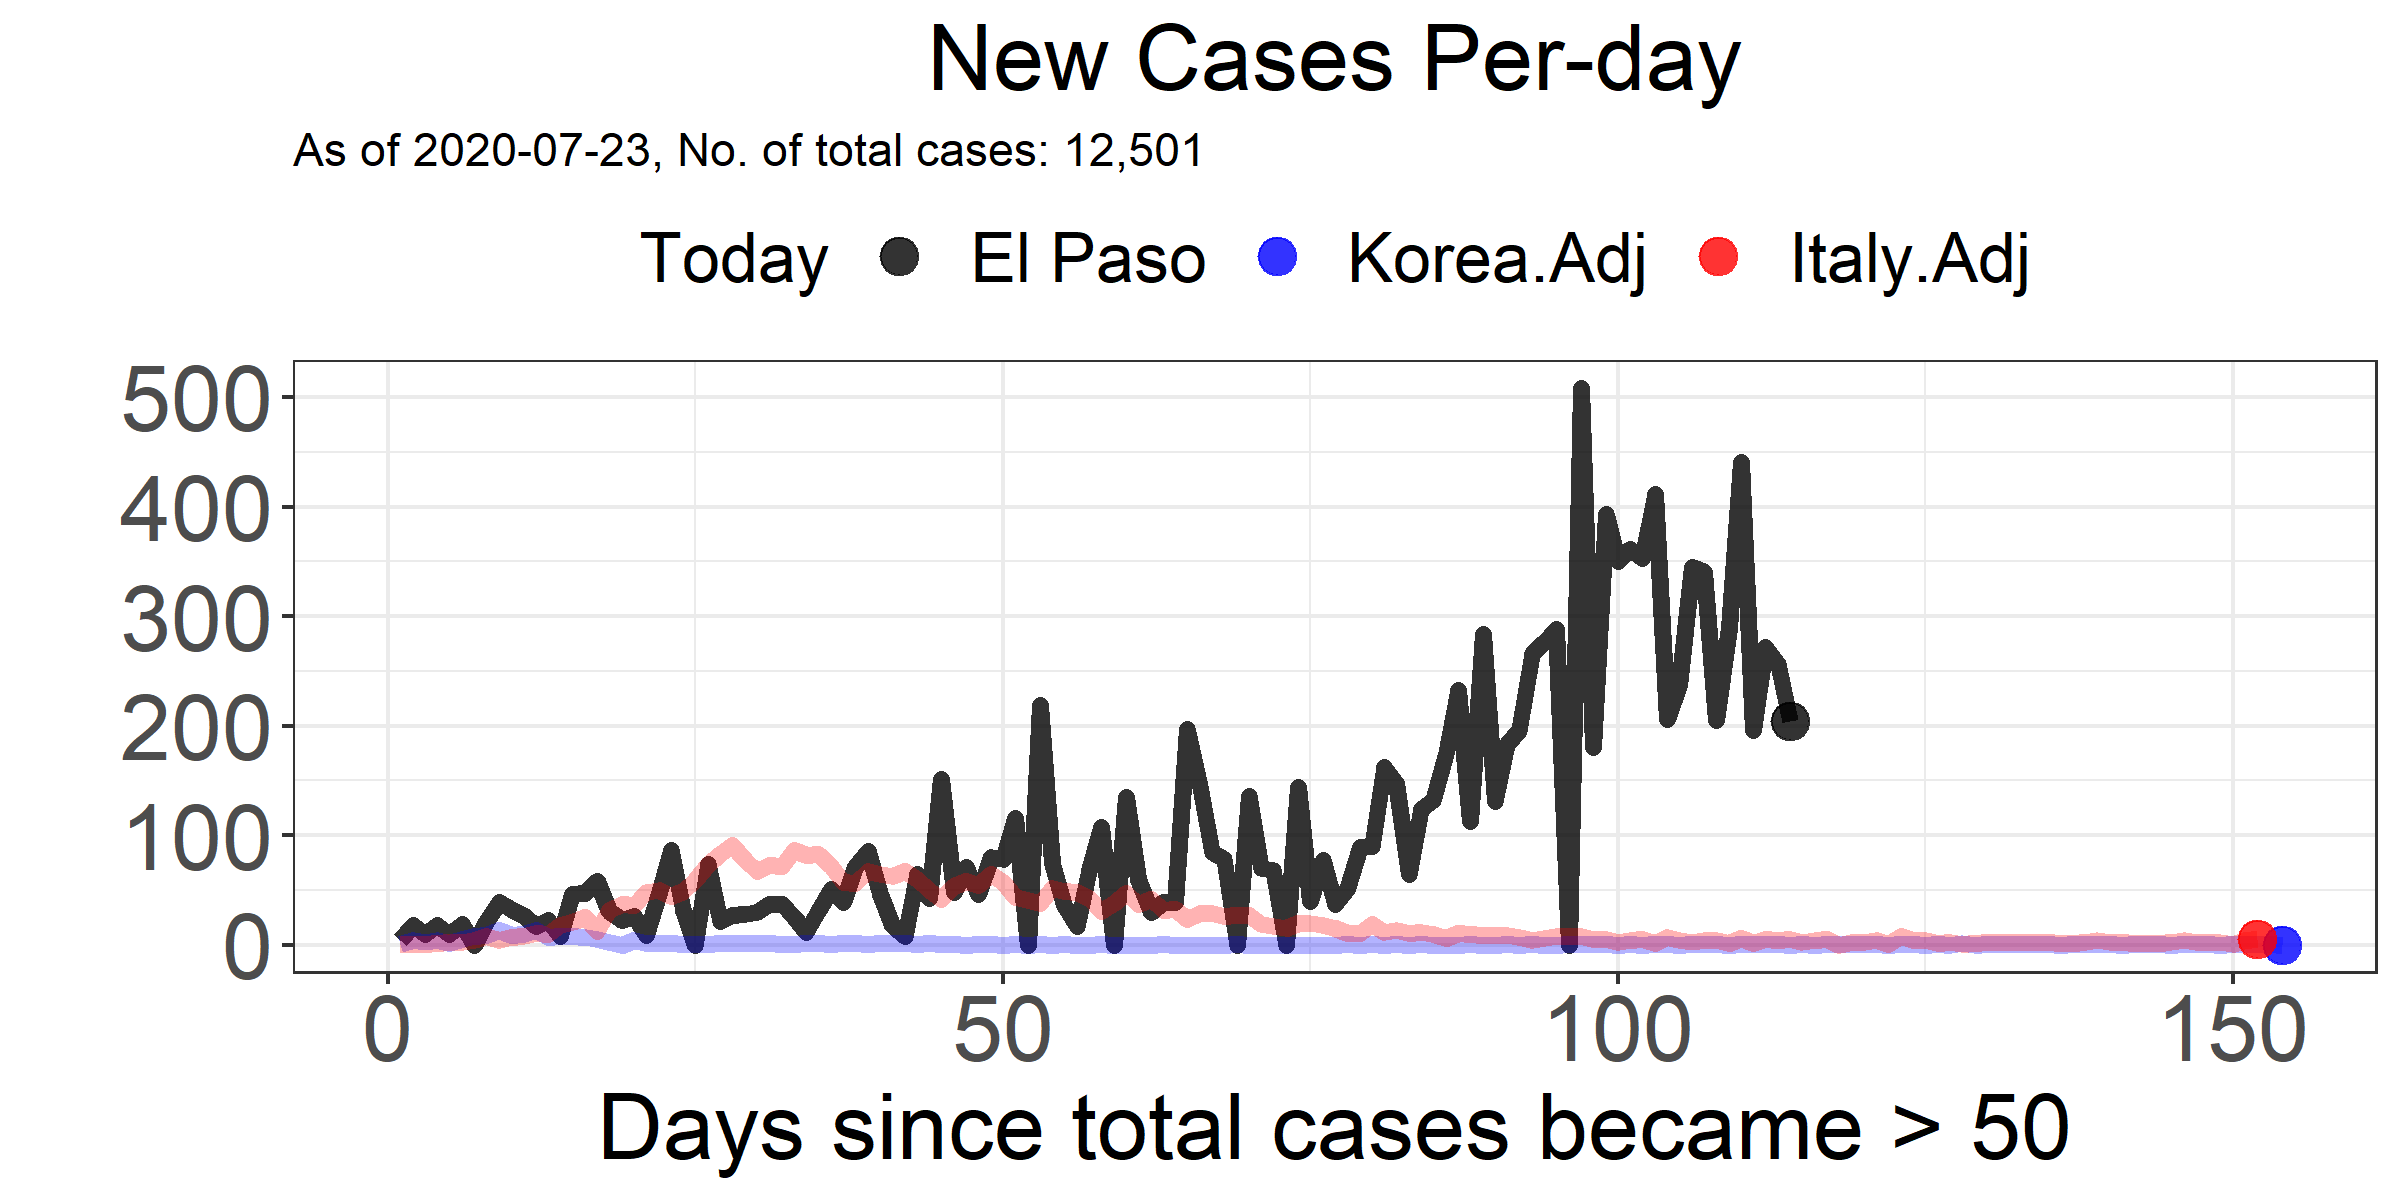 New Cases Per-day
As of 2020-07-23, No. of total cases: 12,501
Today El Paso Korea.Adj Italy.Adj
500
400
300
200
100
0
0 50 100 150
Days since total cases became > 50